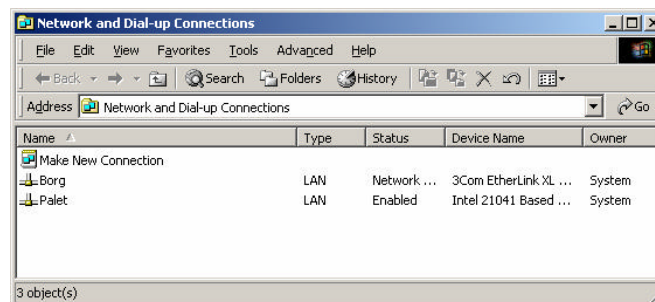 Network and Dial-up Connections
File Edit View Favorites Tools Advanced Help
Back Search Folders History
Address Network and Dial-up Connections Go
Name Type Status Device Name Owner
Make New Connection
Borg LAN Network ... 3Com EtherLink XL ... System
Palet LAN Enabled Intel 21041 Based ... System
3 object(s)